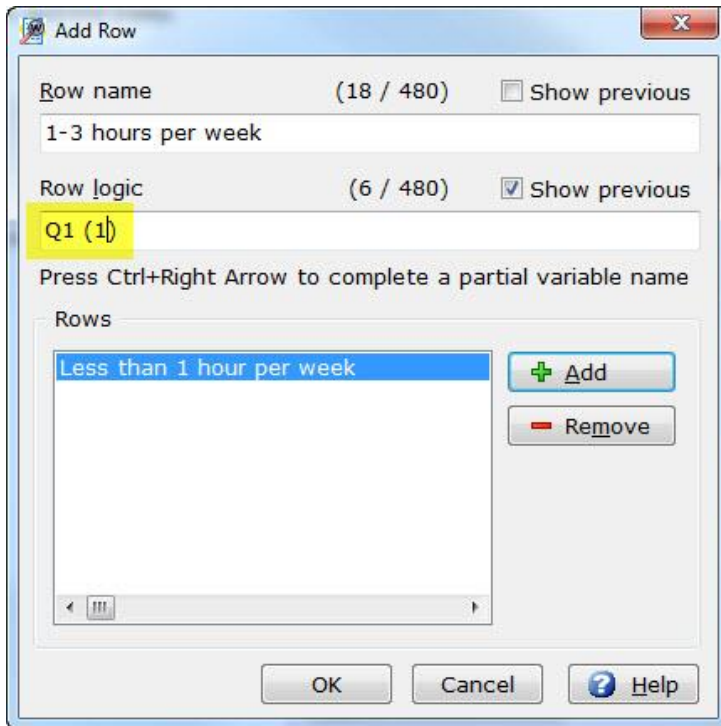 Add Row
Row name (18 / 480) Show previous
1-3 hours per week
Row logic (6 / 480) Show previous
Q1 (1)
Press Ctrl+Right Arrow to complete a partial variable name
Rows
Less than 1 hour per week
Add
Remove
OK Cancel Help